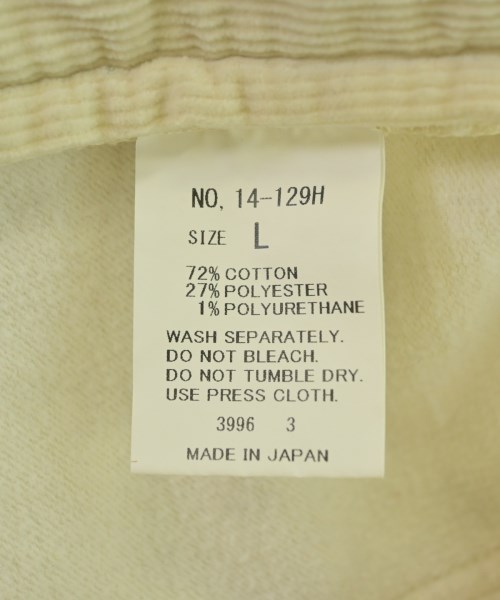 NO, 14-129H
SIZE L
72% COTTON
27% POLYESTER
1% POLYURETHANE
WASH SEPARATELY.
DO NOT BLEACH.
DO NOT TUMBLE DRY.
USE PRESS CLOTH.
3996 3
MADE IN JAPAN